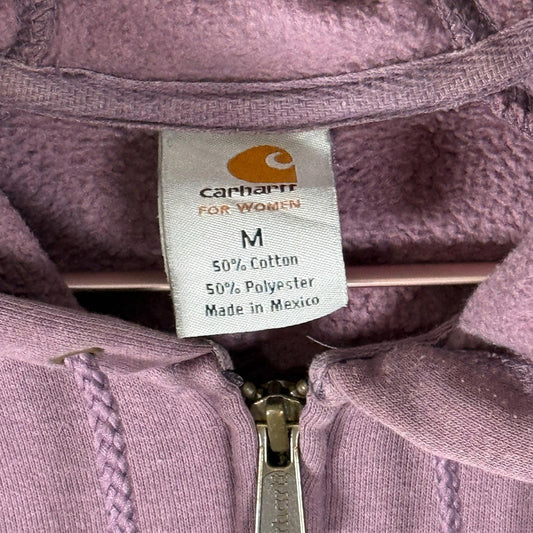 carhartt
FOR WOMEN
M
50% Cotton
50% Polyester
Made in Mexico